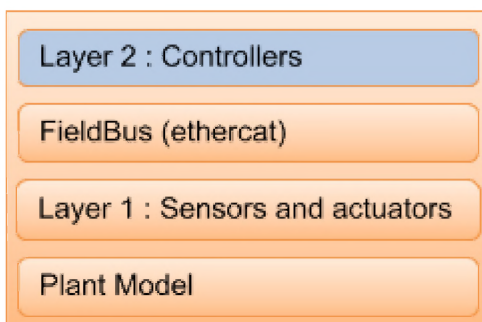 Layer 2 : Controllers
FieldBus (ethercat)
Layer 1 : Sensors and actuators
Plant Model